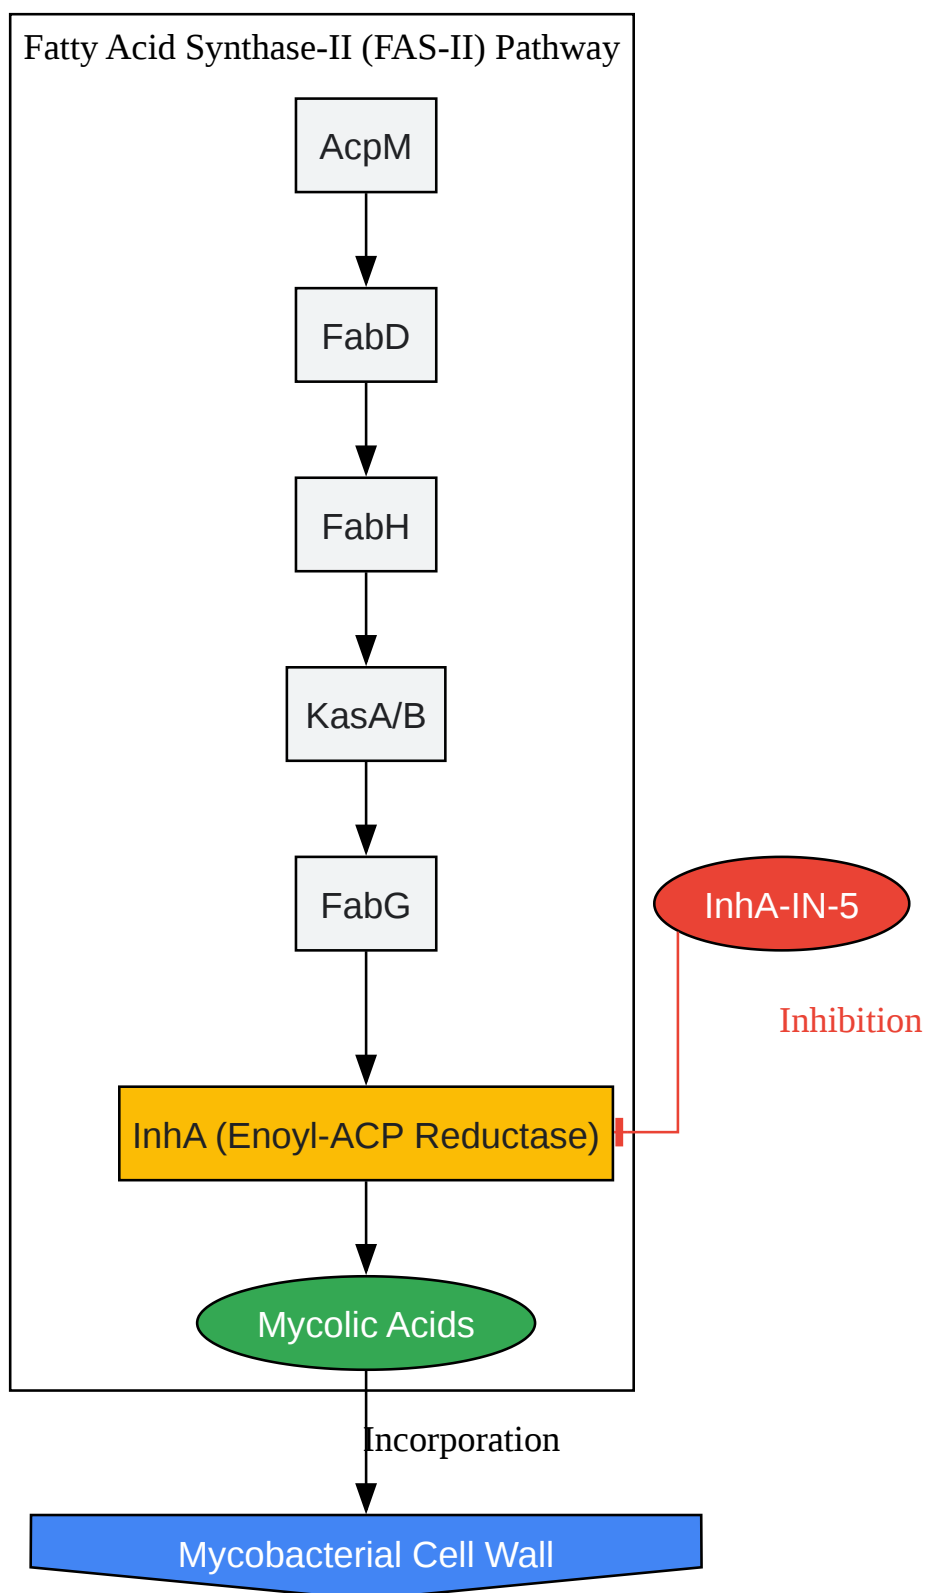 Fatty Acid Synthase-II (FAS-II) Pathway
AcpM
FabD
FabH
KasA/B
FabG
InhA-IN-5
Inhibition
InhA (Enoyl-ACP Reductase)
Mycolic Acids
Incorporation
Mycobacterial Cell Wall